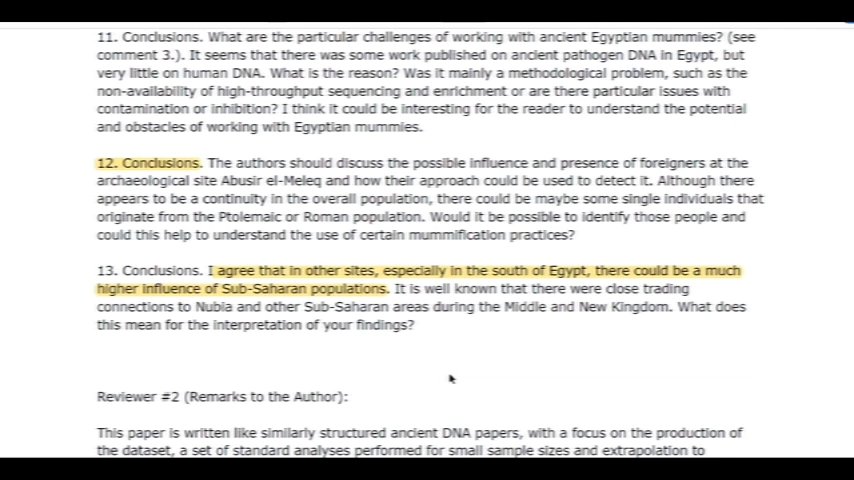 11. Conclusions. What are the particular challenges of working with ancient Egyptian mummies? (see
comment 3.). It seems that there was some work published on ancient pathogen DNA in Egypt, but
very little on human DNA. What is the reason? Was it mainly a methodological problem, such as the
non-availability of high-throughput sequencing and enrichment or are there particular issues with
contamination or inhibition? I think it could be interesting for the reader to understand the potential
and obstacles of working with Egyptian mummies.
12. Conclusions. The authors should discuss the possible influence and presence of foreigners at the
archaeological site Abusir el-Meleq and how their approach could be used to detect it. Although there
appears to be a continuity in the overall population, there could be maybe some single individuals that
originate from the Ptolemaic or Roman population. Would it be possible to identify those people and
could this help to understand the use of certain mummification practices?
13. Conclusions. I agree that in other sites, especially in the south of Egypt, there could be a much
higher influence of Sub-Saharan populations. It is well known that there were close trading
connections to Nubia and other Sub-Saharan areas during the Middle and New Kingdom. What does
this mean for the interpretation of your findings?
Reviewer #2 (Remarks to the Author):
This paper is written like similarly structured ancient DNA papers, with a focus on the production of
the dataset, a set of standard analyses performed for small sample sizes and extrapolation to